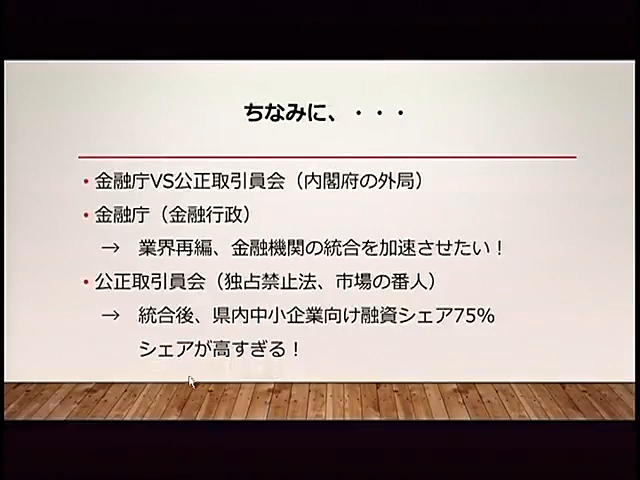 ちなみに、・・・
・金融庁VS公正取引員会（内閣府の外局）
・金融庁（金融行政）
→　業界再編、金融機関の統合を加速させたい！
・公正取引員会（独占禁止法、市場の番人）
→　統合後、県内中小企業向け融資シェア75%
シェアが高すぎる！